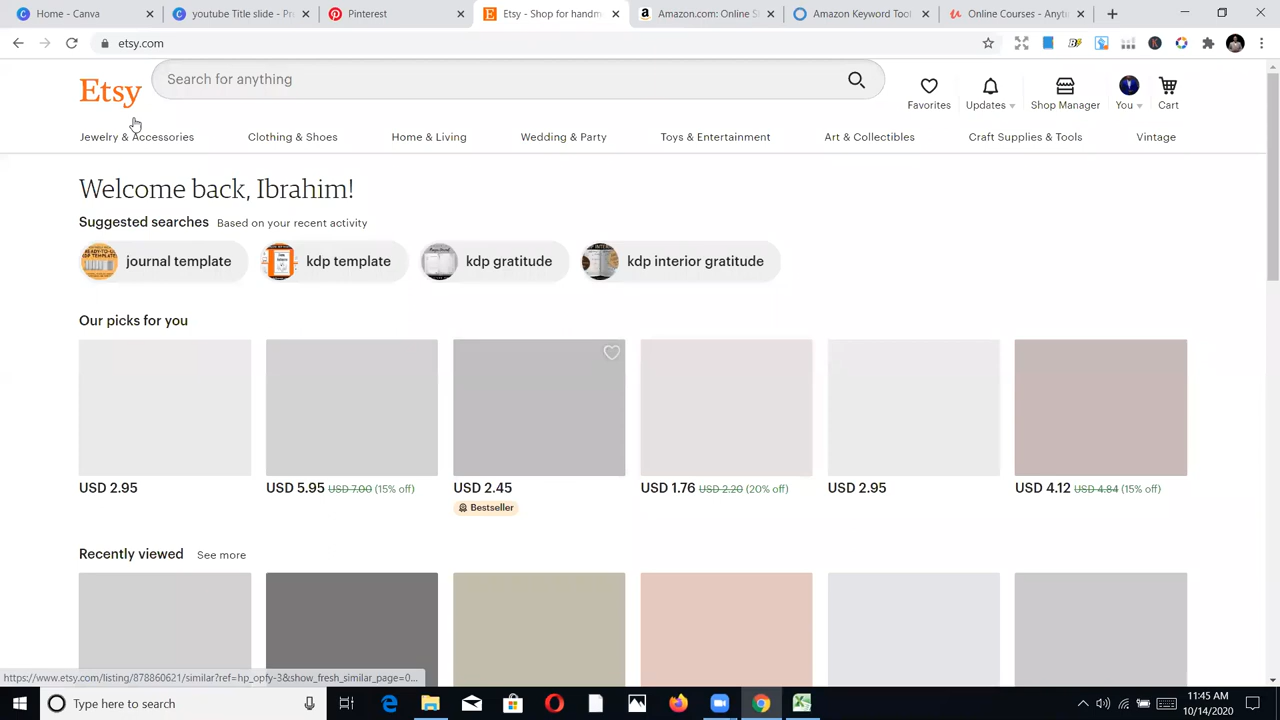 Home - Canva
youtube Title slide - Pr
Pinterest
Etsy - Shop for handm
Amazon.com: Online S
Amazon Keyword Tool
Online Courses - Anyti
etsy.com
Etsy
Search for anything
Favorites
Updates
Shop Manager
You
Cart
Jewelry & Accessories
Clothing & Shoes
Home & Living
Wedding & Party
Toys & Entertainment
Art & Collectibles
Craft Supplies & Tools
Vintage
Welcome back, Ibrahim!
Suggested searches Based on your recent activity
journal template
kdp template
kdp gratitude
kdp interior gratitude
Our picks for you
USD 2.95
USD 5.95 USD 7.00 (15% off)
USD 2.45
USD 1.76 USD 2.20 (20% off)
USD 2.95
USD 4.12 USD 4.84 (15% off)
Bestseller
Recently viewed See more
https://www.etsy.com/listing/878860621/similar?ref=hp_opfy-3&show_fresh_similar_page=0...
Type here to search
11:45 AM
10/14/2020